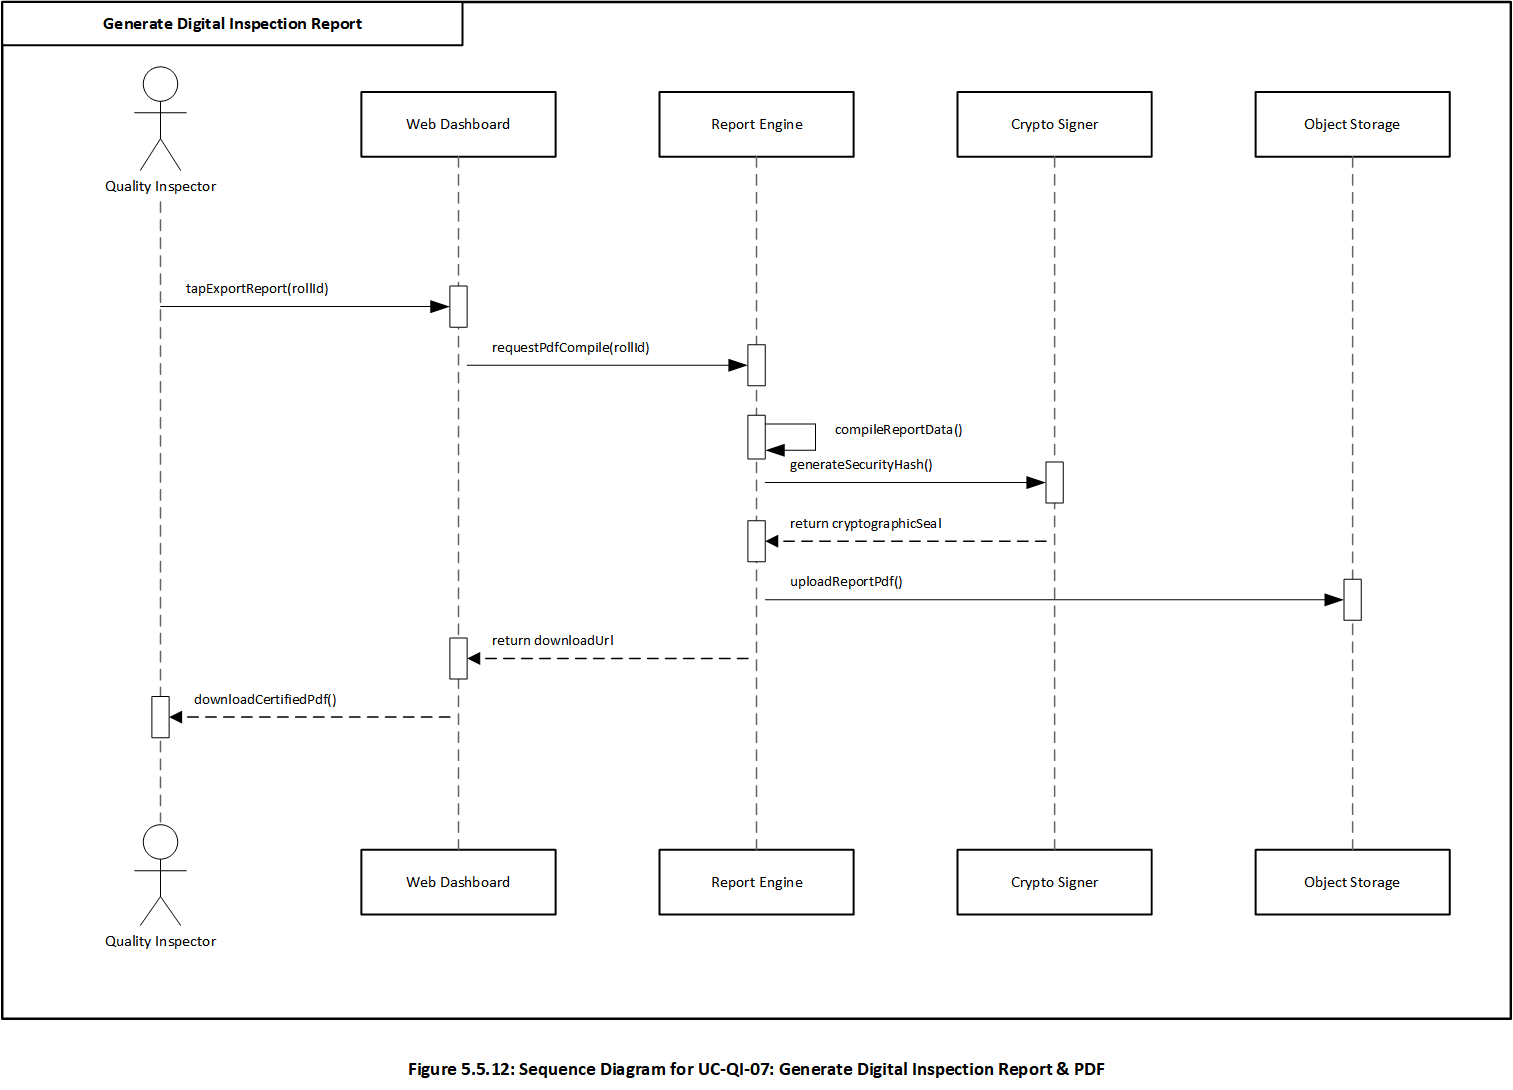 Generate Digital Inspection Report
Quality Inspector
Web Dashboard
Report Engine
Crypto Signer
Object Storage
tapExportReport(rollId)
requestPdfCompile(rollId)
compileReportData()
generateSecurityHash()
return cryptographicSeal
uploadReportPdf()
return downloadUrl
downloadCertifiedPdf()
Web Dashboard
Report Engine
Crypto Signer
Object Storage
Quality Inspector
Figure 5.5.12: Sequence Diagram for UC-QI-07: Generate Digital Inspection Report & PDF